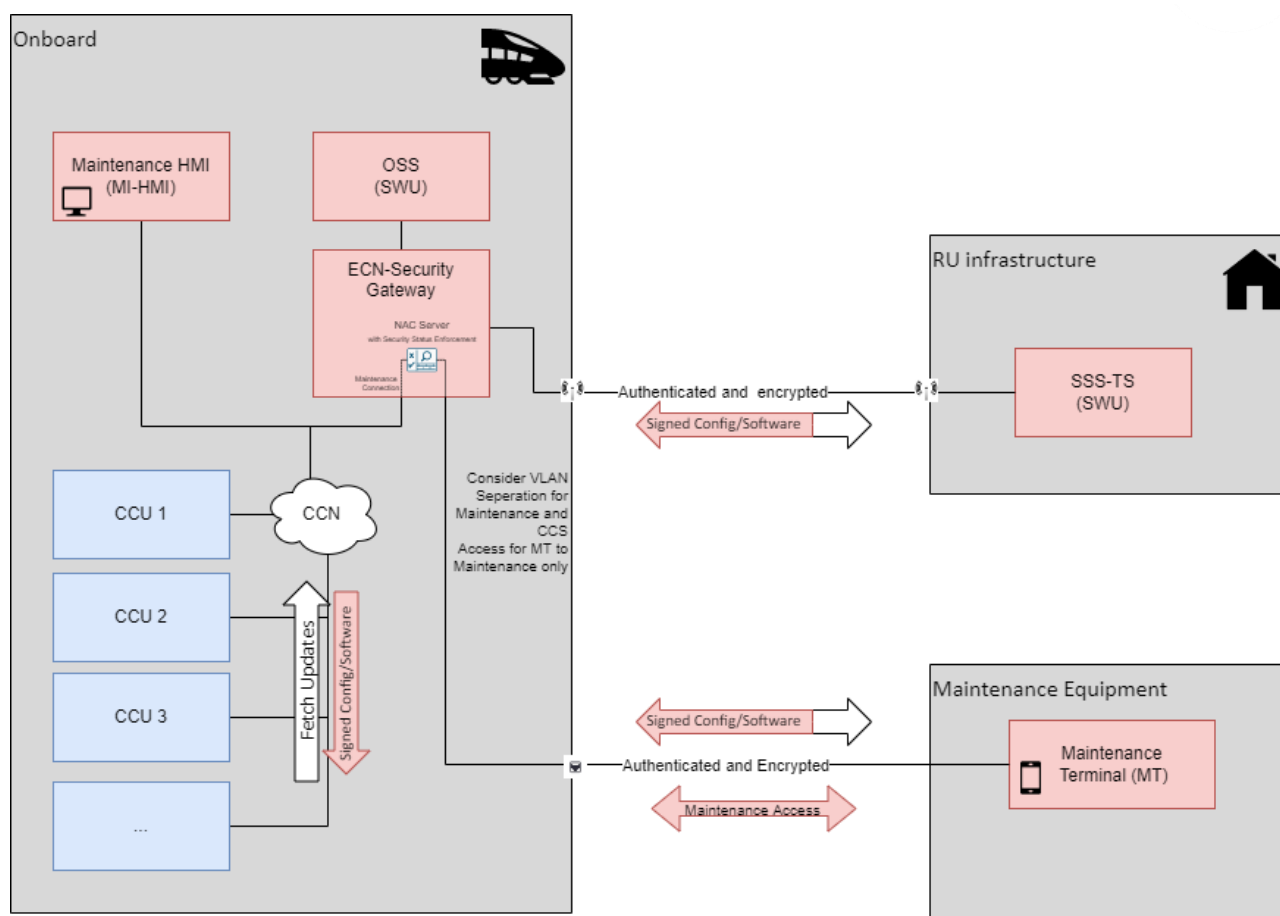 Onboard
Maintenance HMI
(MI-HMI)
OSS
(SWU)
ECN-Security
Gateway
NAC Server
with Security Status Enforcement
Maintenance
Connection
RU infrastructure
SSS-TS
(SWU)
Authenticated and encrypted
Signed Config/Software
Consider VLAN
Seperation for
Maintenance and
CCS
Access for MT to
Maintenance only
CCU 1
CCN
CCU 2
CCU 3
...
Fetch Updates
Signed Config/Software
Signed Config/Software
Authenticated and Encrypted
Maintenance Access
Maintenance Equipment
Maintenance
Terminal (MT)